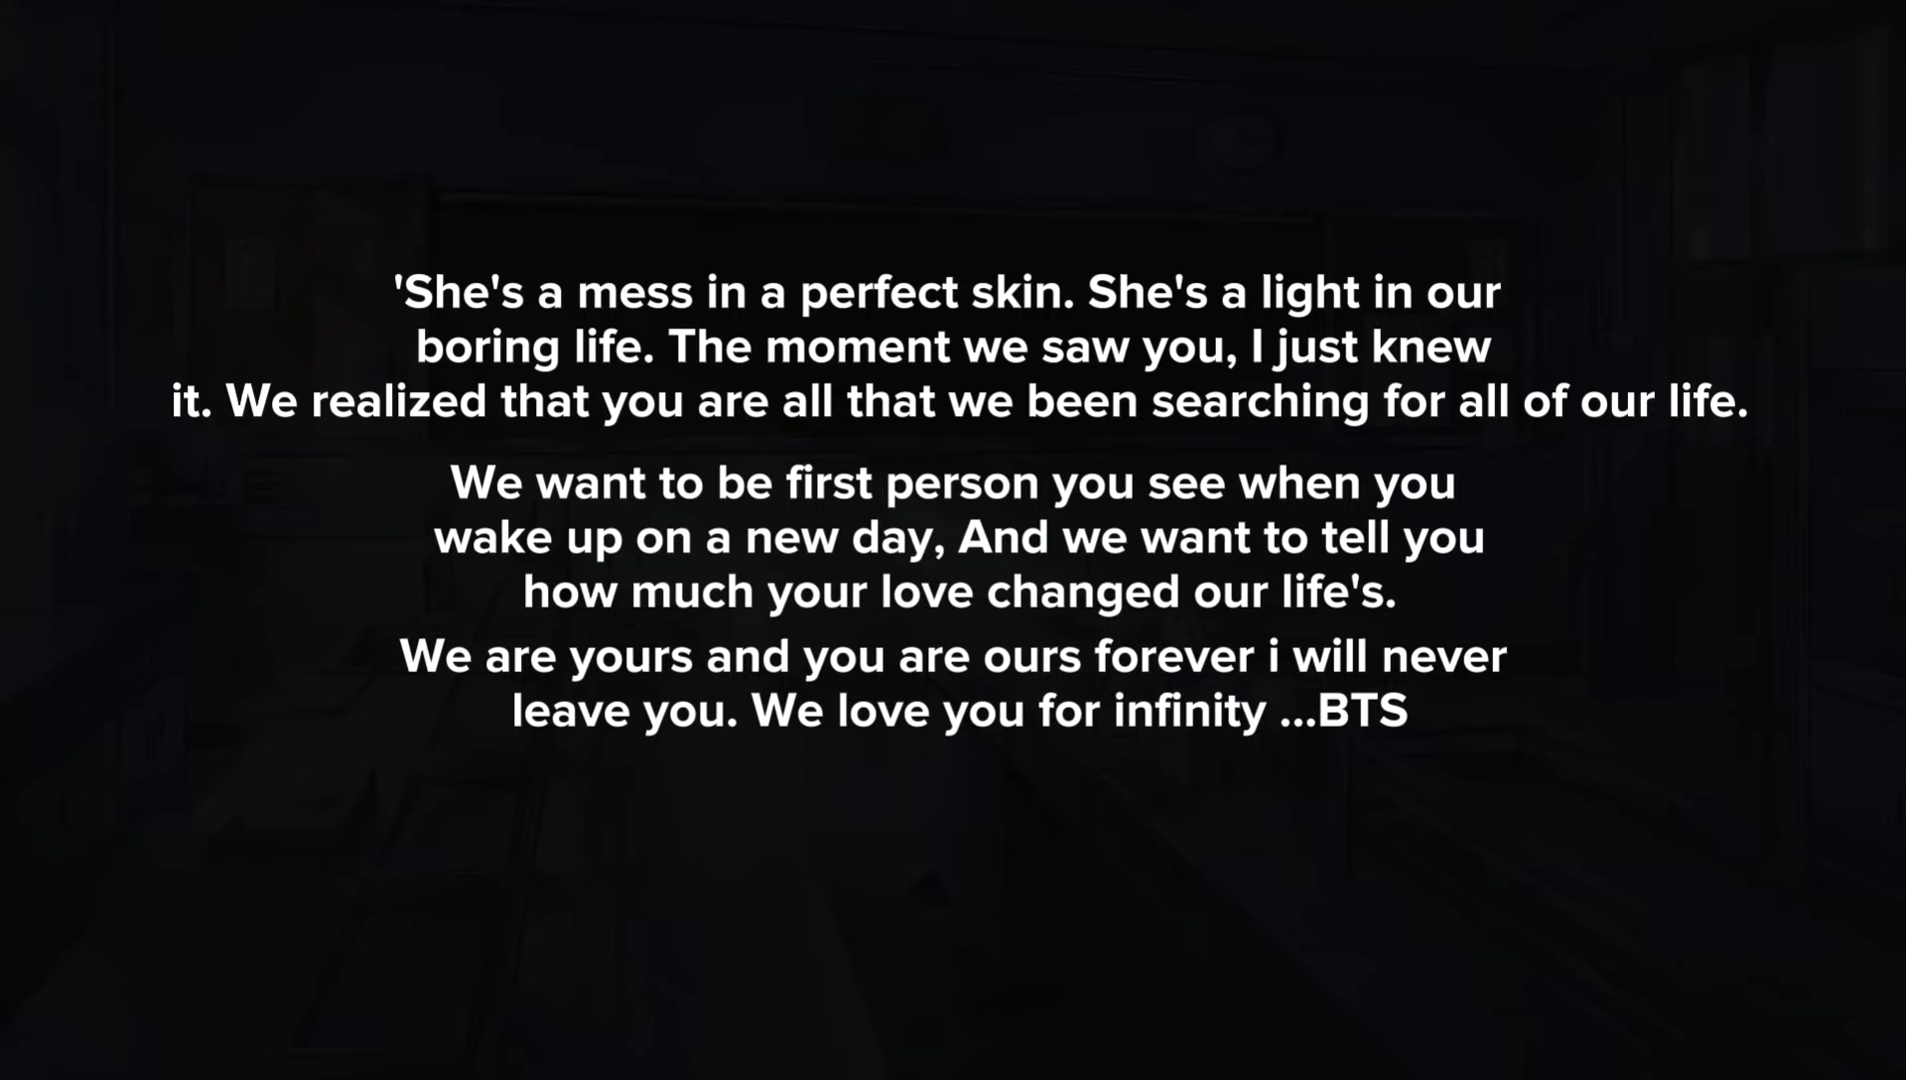 'She's a mess in a perfect skin. She's a light in our
boring life. The moment we saw you, I just knew
it. We realized that you are all that we been searching for all of our life.
We want to be first person you see when you
wake up on a new day, And we want to tell you
how much your love changed our life's.
We are yours and you are ours forever i will never
leave you. We love you for infinity ...BTS